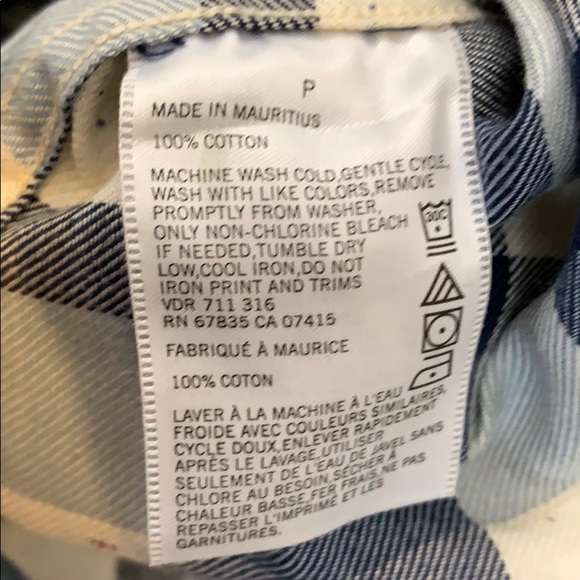 P
MADE IN MAURITIUS
100% COTTON
MACHINE WASH COLD,GENTLE CYCLE,
WASH WITH LIKE COLORS,REMOVE
PROMPTLY FROM WASHER,
ONLY NON-CHLORINE BLEACH
IF NEEDED,TUMBLE DRY
LOW,COOL IRON,DO NOT
IRON PRINT AND TRIMS
VDR 711 316
RN 67835 CA 07415
30C
FABRIQUÉ À MAURICE
100% COTON
LAVER À LA MACHINE À L'EAU
FROIDE AVEC COULEURS SIMILAIRES,
CYCLE DOUX,ENLEVER RAPIDEMENT
APRÈS LE LAVAGE,UTILISER
SEULEMENT DE L'EAU DE JAVEL SANS
CHLORE AU BESOIN,SÉCHER À
CHALEUR BASSE,FER FRAIS,NE PAS
REPASSER L'IMPRIMÉ ET LES
GARNITURES.